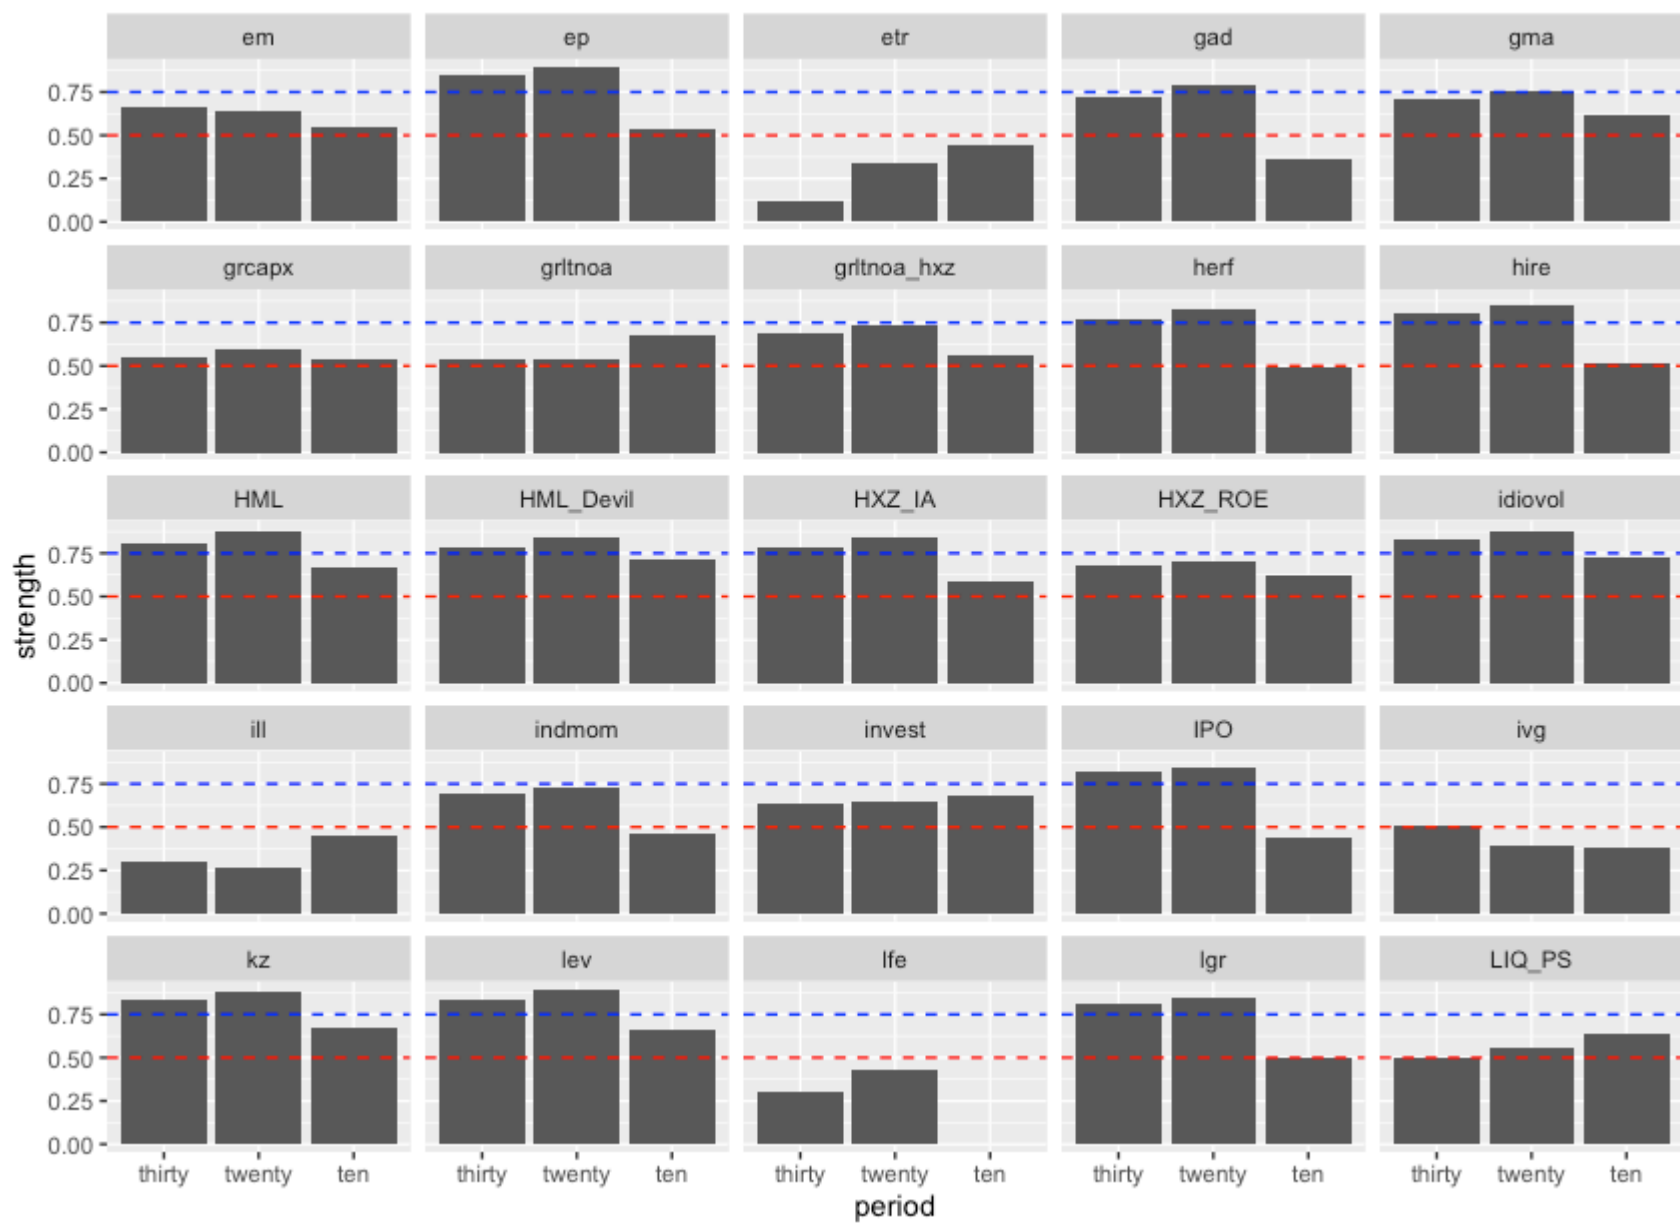 em ep etr gad gma
0.75
0.50
0.25
0.00
grcapx grltnoa grltnoa_hxz herf hire
0.75
0.50
0.25
0.00
HML HML_Devil HXZ_IA HXZ_ROE idiovol
0.75
0.50
0.25
0.00
strength
ill indmom invest IPO ivg
0.75
0.50
0.25
0.00
kz lev lfe lgr LIQ_PS
0.75
0.50
0.25
0.00
thirty twenty ten thirty twenty ten thirty twenty ten thirty twenty ten thirty twenty ten
period